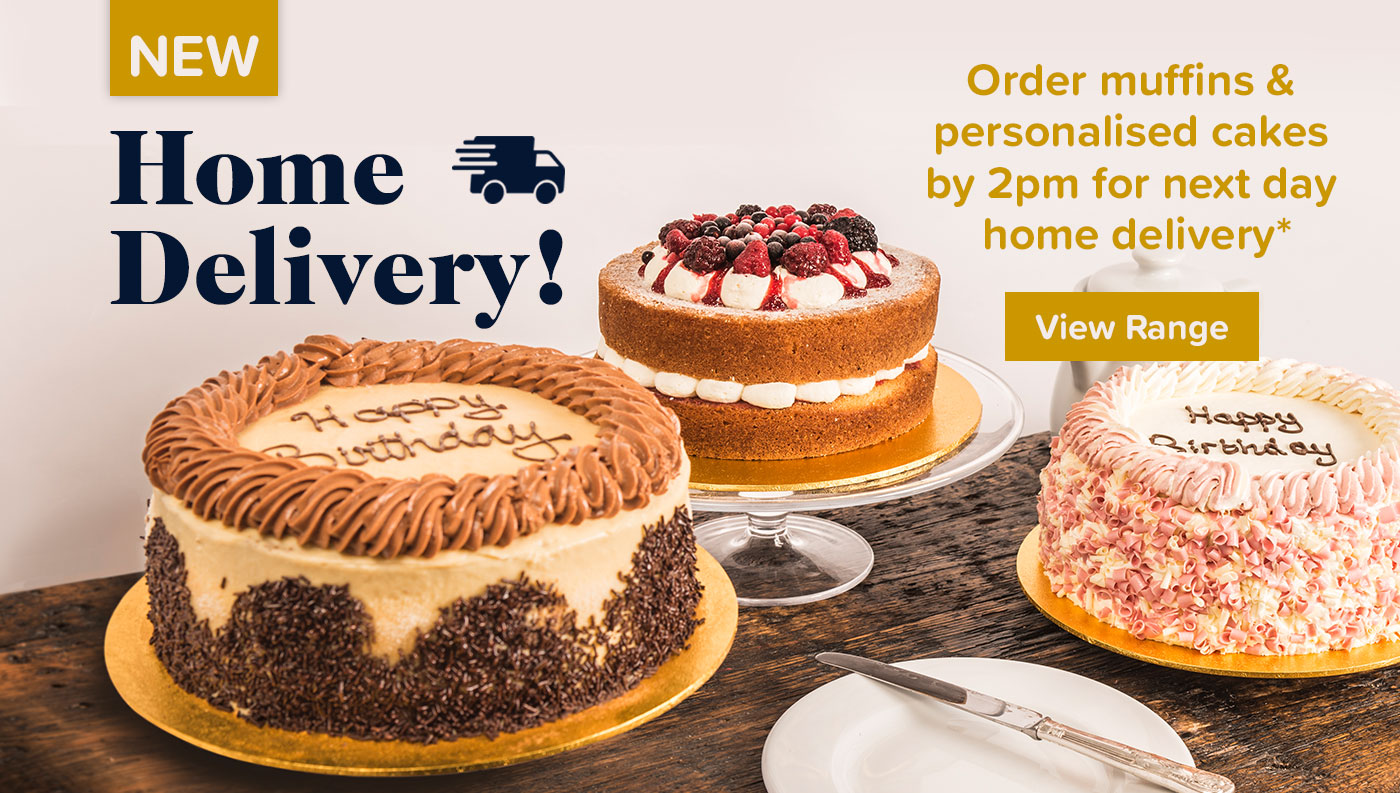 NEW
Home
Delivery!
Order muffins &
personalised cakes
by 2pm for next day
home delivery*
View Range
Happy
Birthday
Happy
Birthday